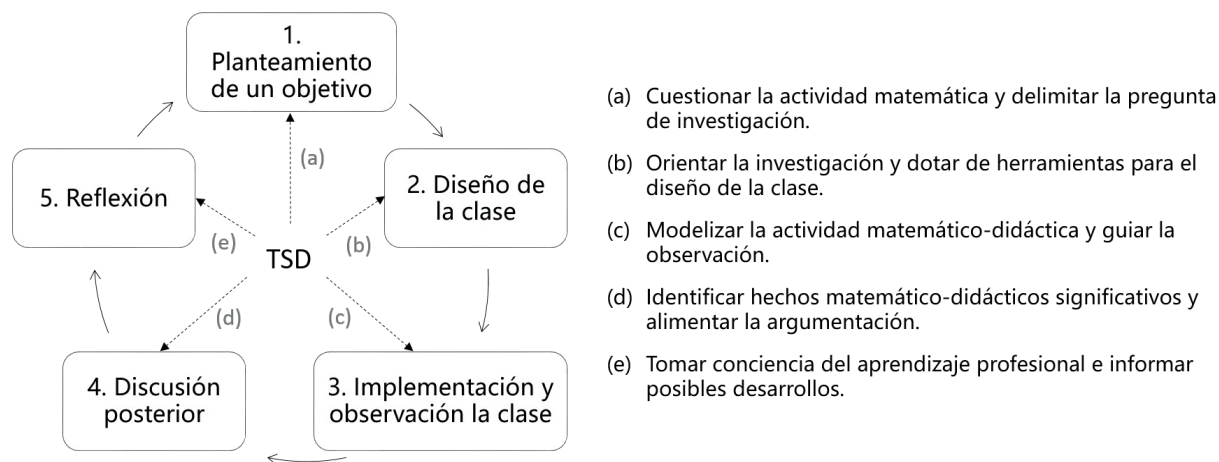 1.
Planteamiento
de un objetivo
(a)
5. Reflexión
2. Diseño de
la clase
(e)
(b)
TSD
(d)
(c)
4. Discusión
posterior
3. Implementación y
observación la clase
(a) Cuestionar la actividad matemática y delimitar la pregunta
de investigación.
(b) Orientar la investigación y dotar de herramientas para el
diseño de la clase.
(c) Modelizar la actividad matemático-didáctica y guiar la
observación.
(d) Identificar hechos matemático-didácticos significativos y
alimentar la argumentación.
(e) Tomar conciencia del aprendizaje profesional e informar
posibles desarrollos.